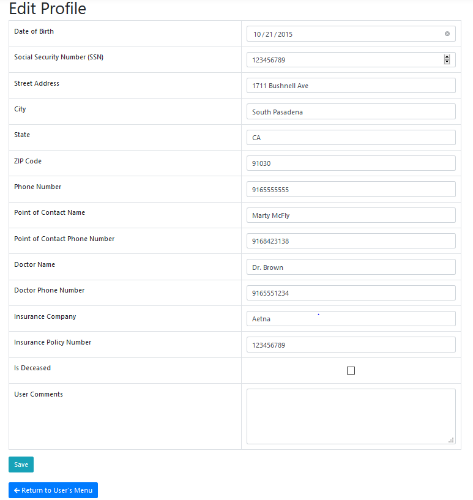 Edit Profile
Date of Birth 10/21/2015
Social Security Number (SSN) 123456789
Street Address 1711 Bushnell Ave
City South Pasadena
State CA
ZIP Code 91030
Phone Number 9165555555
Point of Contact Name Marty McFly
Point of Contact Phone Number 9168423138
Doctor Name Dr. Brown
Doctor Phone Number 9165551234
Insurance Company Aetna
Insurance Policy Number 123456789
Is Deceased
User Comments
Save
← Return to User's Menu